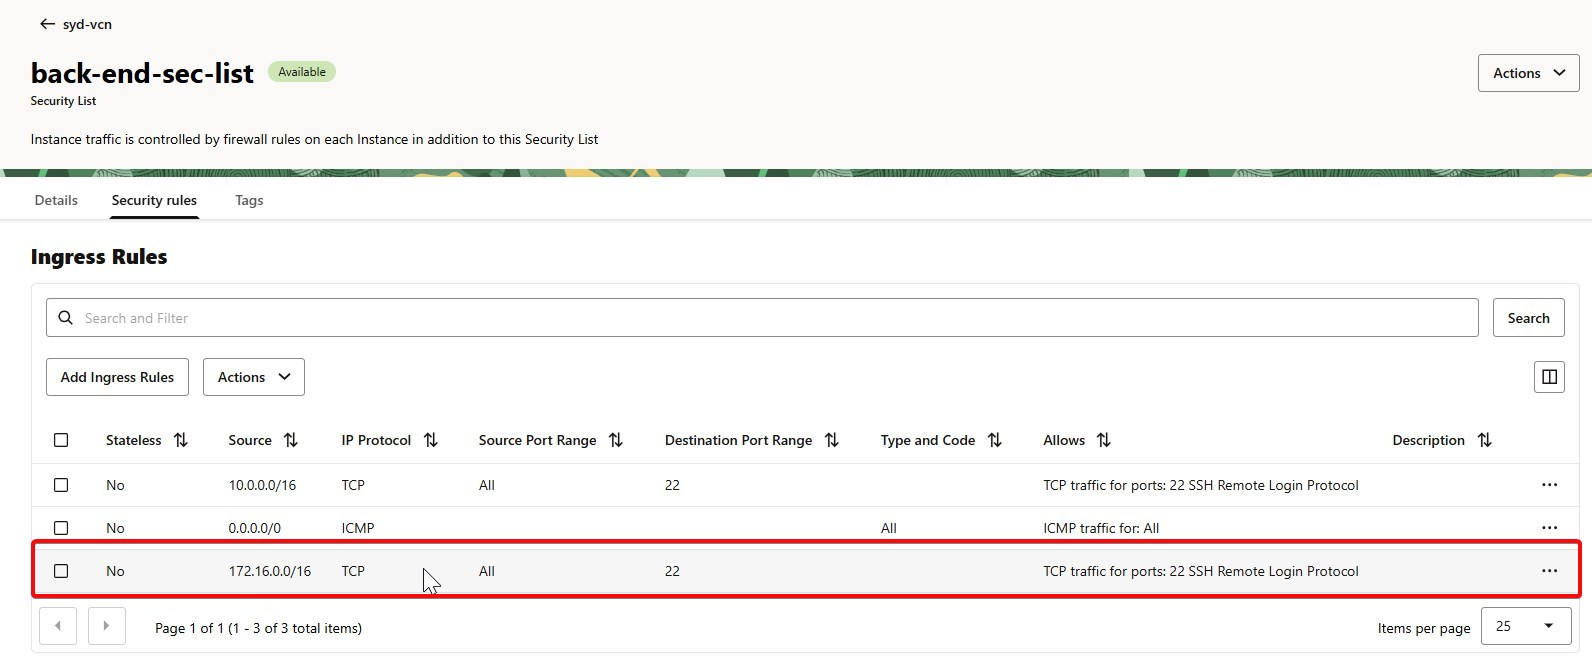 syd-vcn
back-end-sec-list Available
Actions
Security List
Instance traffic is controlled by firewall rules on each Instance in addition to this Security List
Details Security rules Tags
Ingress Rules
Search and Filter Search
Add Ingress Rules Actions
Stateless Source IP Protocol Source Port Range Destination Port Range Type and Code Allows Description
No 10.0.0.0/16 TCP All 22 TCP traffic for ports: 22 SSH Remote Login Protocol ...
No 0.0.0.0/0 ICMP All ICMP traffic for: All ...
No 172.16.0.0/16 TCP All 22 TCP traffic for ports: 22 SSH Remote Login Protocol ...
Page 1 of 1 (1 - 3 of 3 total items) Items per page 25